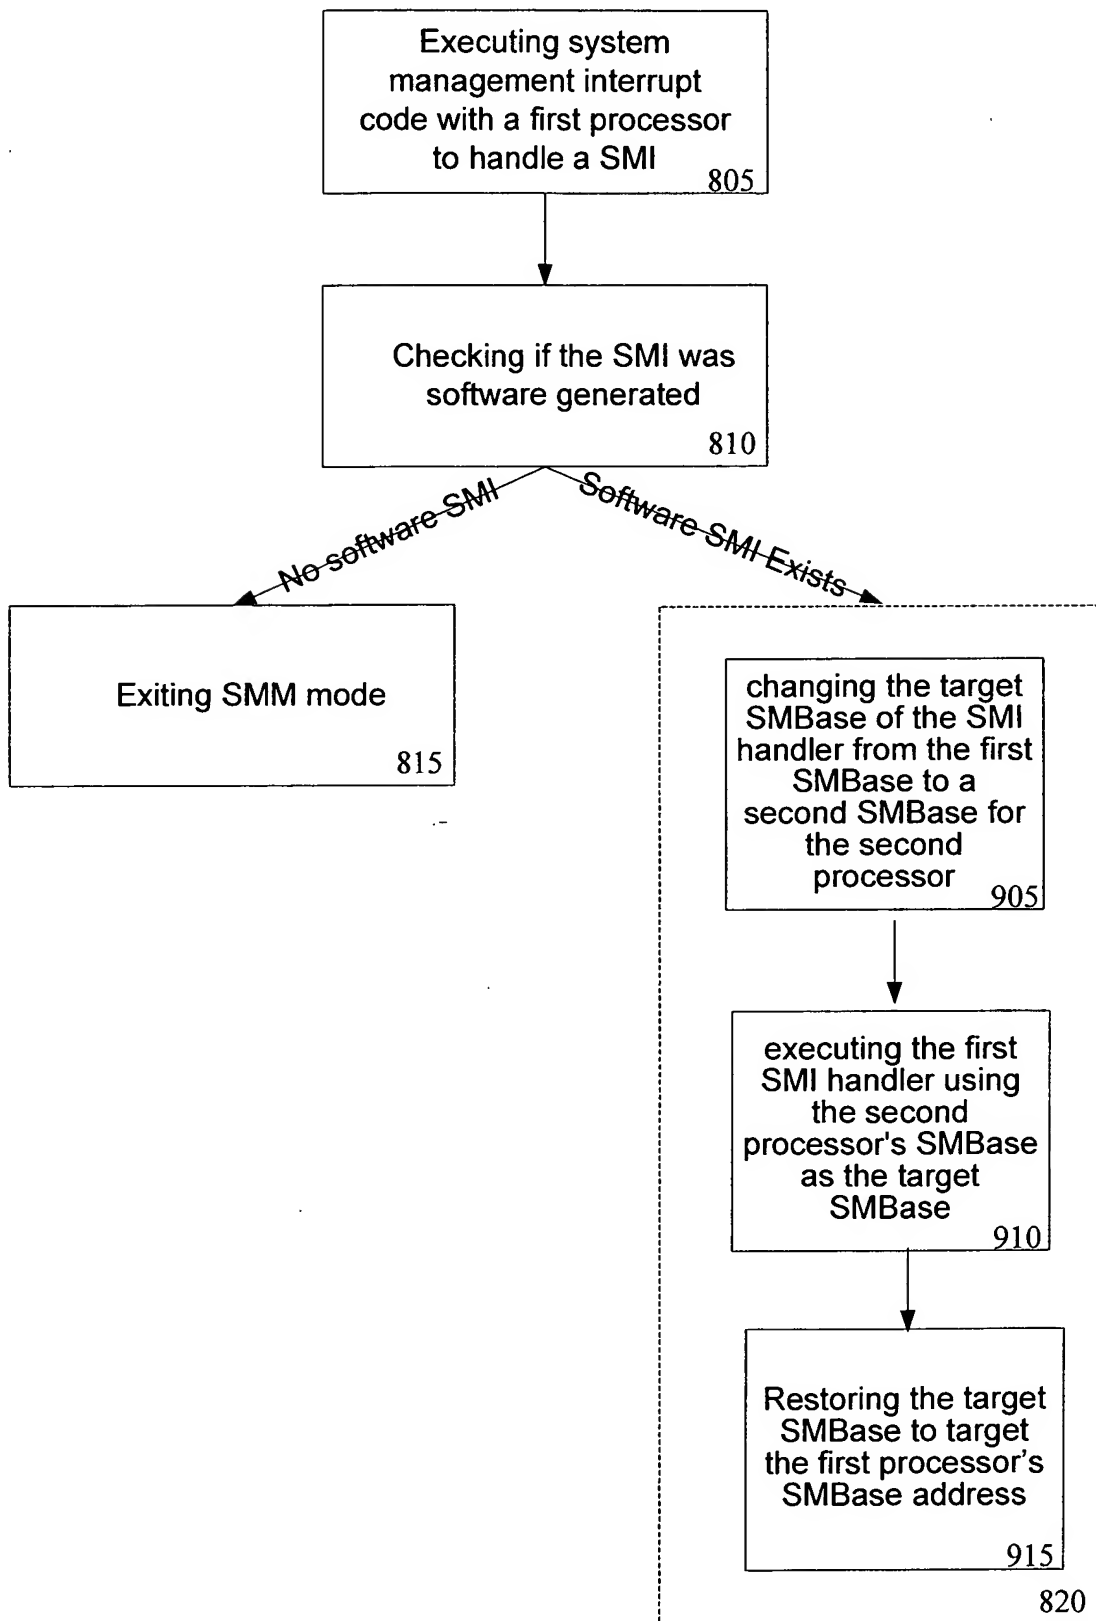 Executing system
management interrupt
code with a first processor
to handle a SMI
805
Checking if the SMI was
software generated
810
No software SMI
Software SMI Exists
Exiting SMM mode
815
changing the target
SMBase of the SMI
handler from the first
SMBase to a
second SMBase for
the second
processor
905
executing the first
SMI handler using
the second
processor's SMBase
as the target
SMBase
910
Restoring the target
SMBase to target
the first processor's
SMBase address
915
820